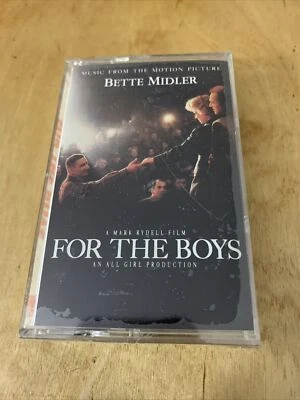 MUSIC FROM THE MOTION PICTURE
BETTE MIDLER
A MARK RYDELL FILM
FOR THE BOYS
AN ALL GIRL PRODUCTION